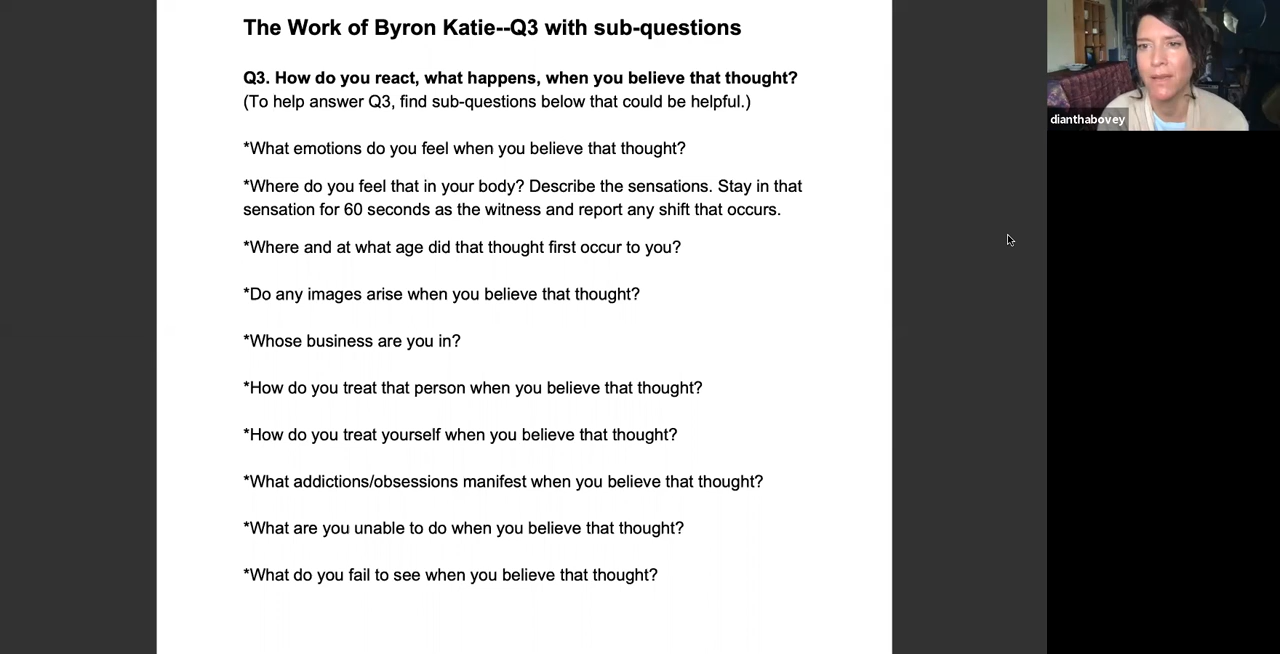 The Work of Byron Katie--Q3 with sub-questions
Q3. How do you react, what happens, when you believe that thought?
(To help answer Q3, find sub-questions below that could be helpful.)
*What emotions do you feel when you believe that thought?
*Where do you feel that in your body? Describe the sensations. Stay in that
sensation for 60 seconds as the witness and report any shift that occurs.
*Where and at what age did that thought first occur to you?
*Do any images arise when you believe that thought?
*Whose business are you in?
*How do you treat that person when you believe that thought?
*How do you treat yourself when you believe that thought?
*What addictions/obsessions manifest when you believe that thought?
*What are you unable to do when you believe that thought?
*What do you fail to see when you believe that thought?
dianthabovey